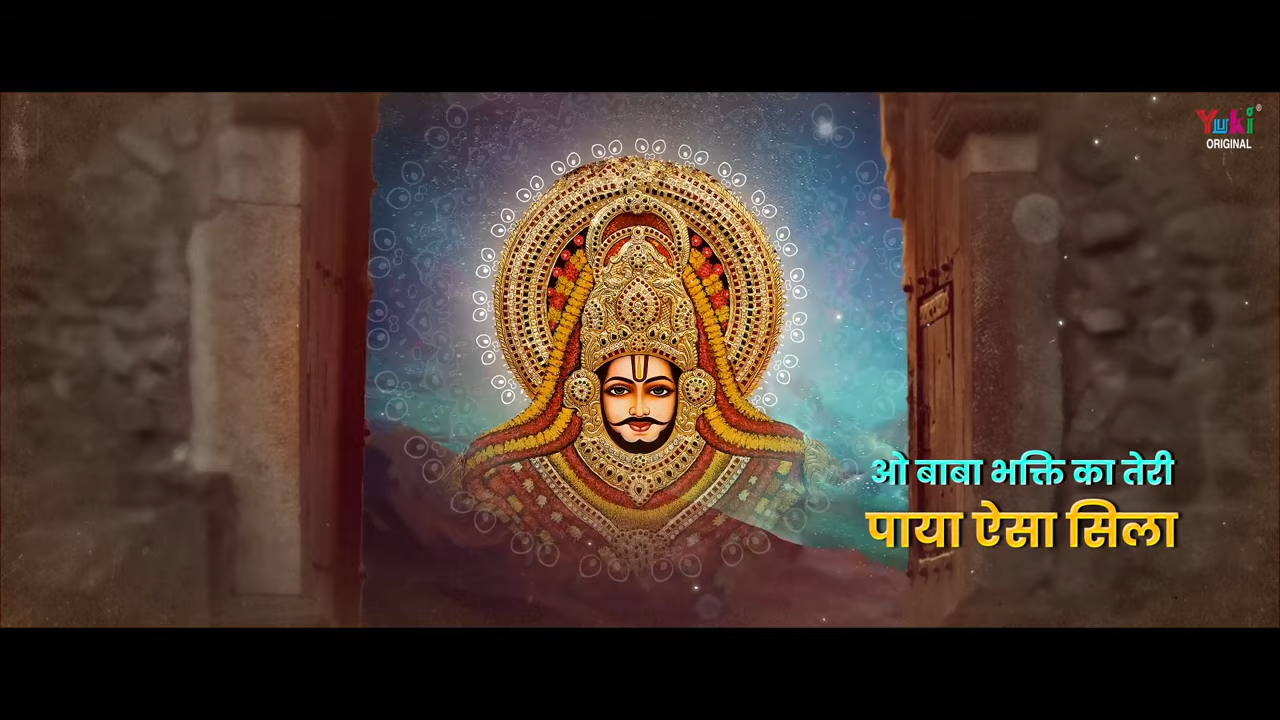 Yuki®
ORIGINAL
ओ बाबा भक्ति का तेरी
पाया ऐसा सिला